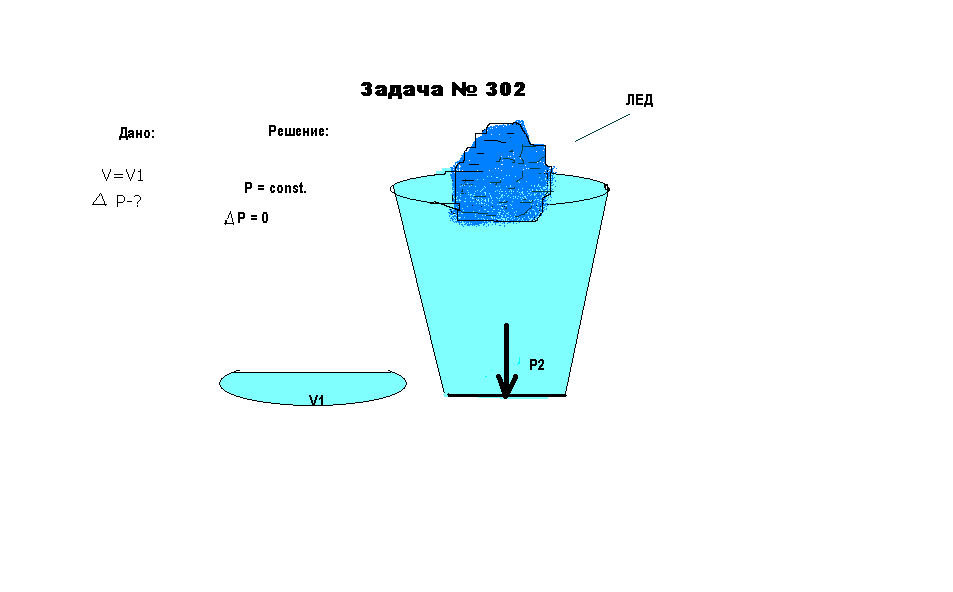 Задача № 302
ЛЕД
Дано:
Решение:
V=V1
Δ P-?
P = const.
Δ P = 0
P2
V1